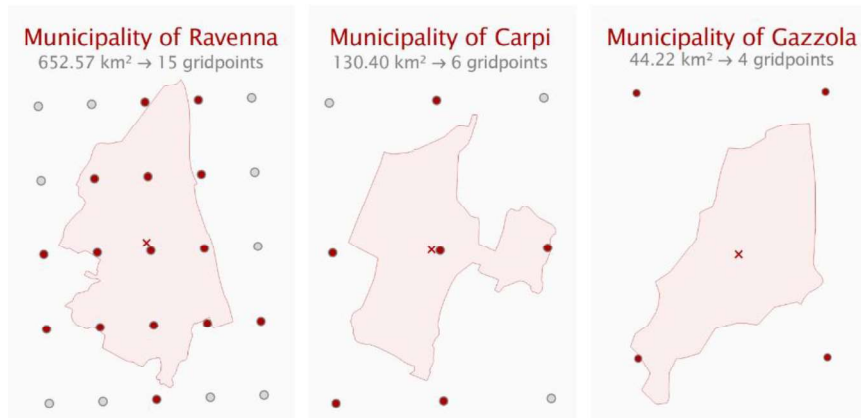 Municipality of Ravenna
652.57 km² → 15 gridpoints
Municipality of Carpi
130.40 km² → 6 gridpoints
Municipality of Gazzola
44.22 km² → 4 gridpoints